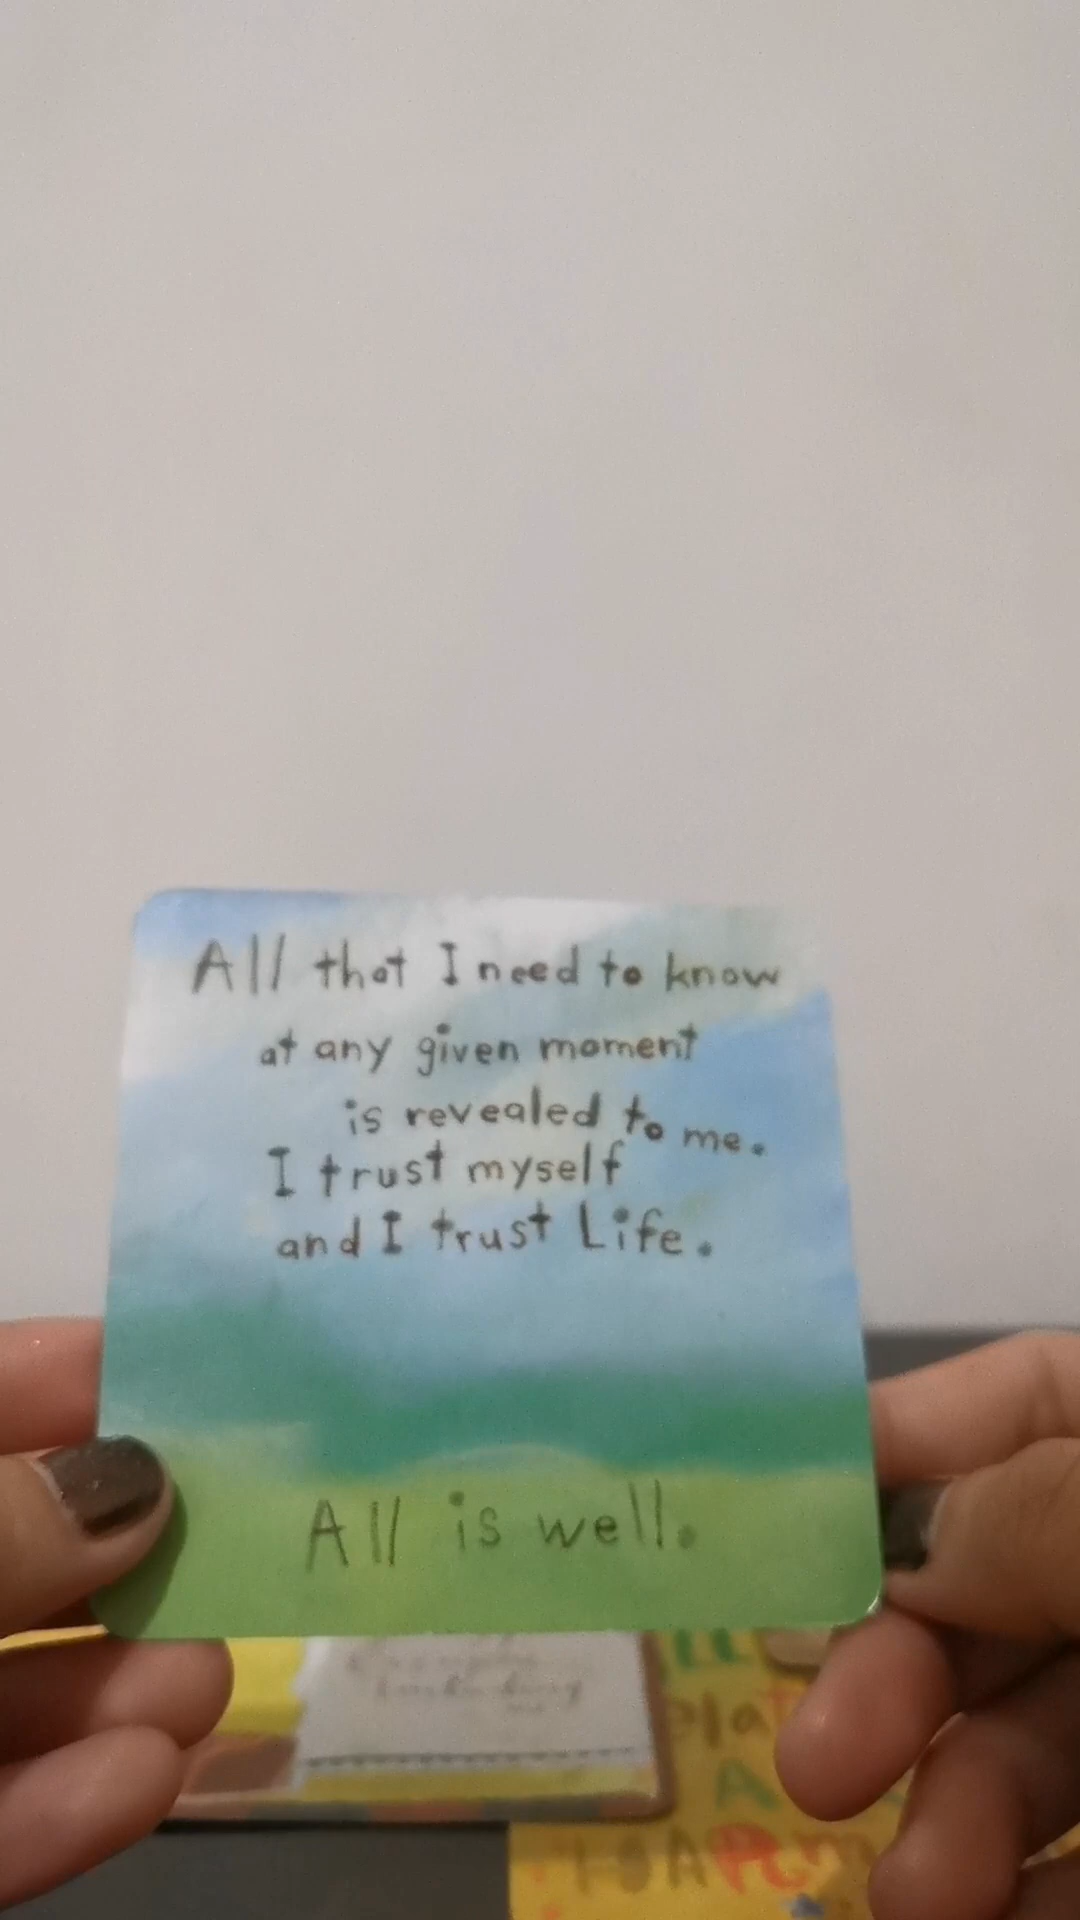 All that I need to know
at any given moment
is revealed to me.
I trust myself
and I trust Life.
All is well.